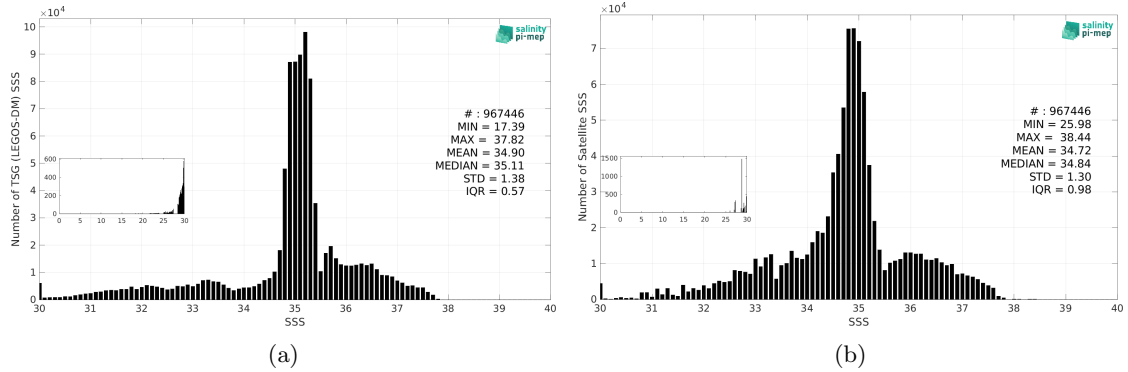 ×10⁴
10
9
8
7
6
5
4
3
2
1
0
Number of TSG (LEGOS-DM) SSS
salinity
pi-mep
# : 967446
MIN = 17.39
MAX = 37.82
MEAN = 34.90
MEDIAN = 35.11
STD = 1.38
IQR = 0.57
600
400
200
0
0 5 10 15 20 25 30
30 31 32 33 34 35 36 37 38 39 40
SSS
(a)
×10⁴
7
6
5
4
3
2
1
0
Number of Satellite SSS
salinity
pi-mep
# : 967446
MIN = 25.98
MAX = 38.44
MEAN = 34.72
MEDIAN = 34.84
STD = 1.30
IQR = 0.98
1500
1000
500
0
0 5 10 15 20 25 30
30 31 32 33 34 35 36 37 38 39 40
SSS
(b)